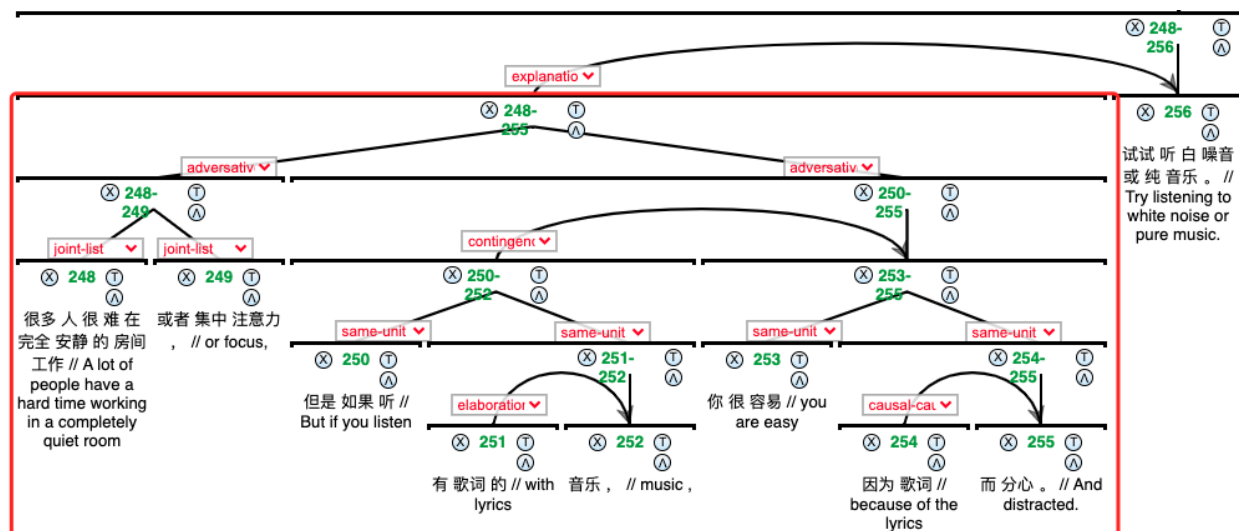 248-
256
explanatio
248-
255
256
试试 听 白 噪音
或 纯 音乐 。 //
Try listening to
white noise or
pure music.
adversativ
adversativ
248-
249
250-
255
joint-list
joint-list
contingenc
248
249
250-
252
253-
255
很多 人 很 难 在
完全 安静 的 房间
工作 // A lot of
people have a
hard time working
in a completely
quiet room
或者 集中 注意力
， // or focus,
same-unit
same-unit
same-unit
same-unit
250
251-
252
253
254-
255
但是 如果 听 //
But if you listen
你 很 容易 // you
are easy
elaboration
causal-cau
251
252
254
255
有 歌词 的 // with
lyrics
音乐 ， // music ,
因为 歌词 //
because of the
lyrics
而 分心 。 // And
distracted.